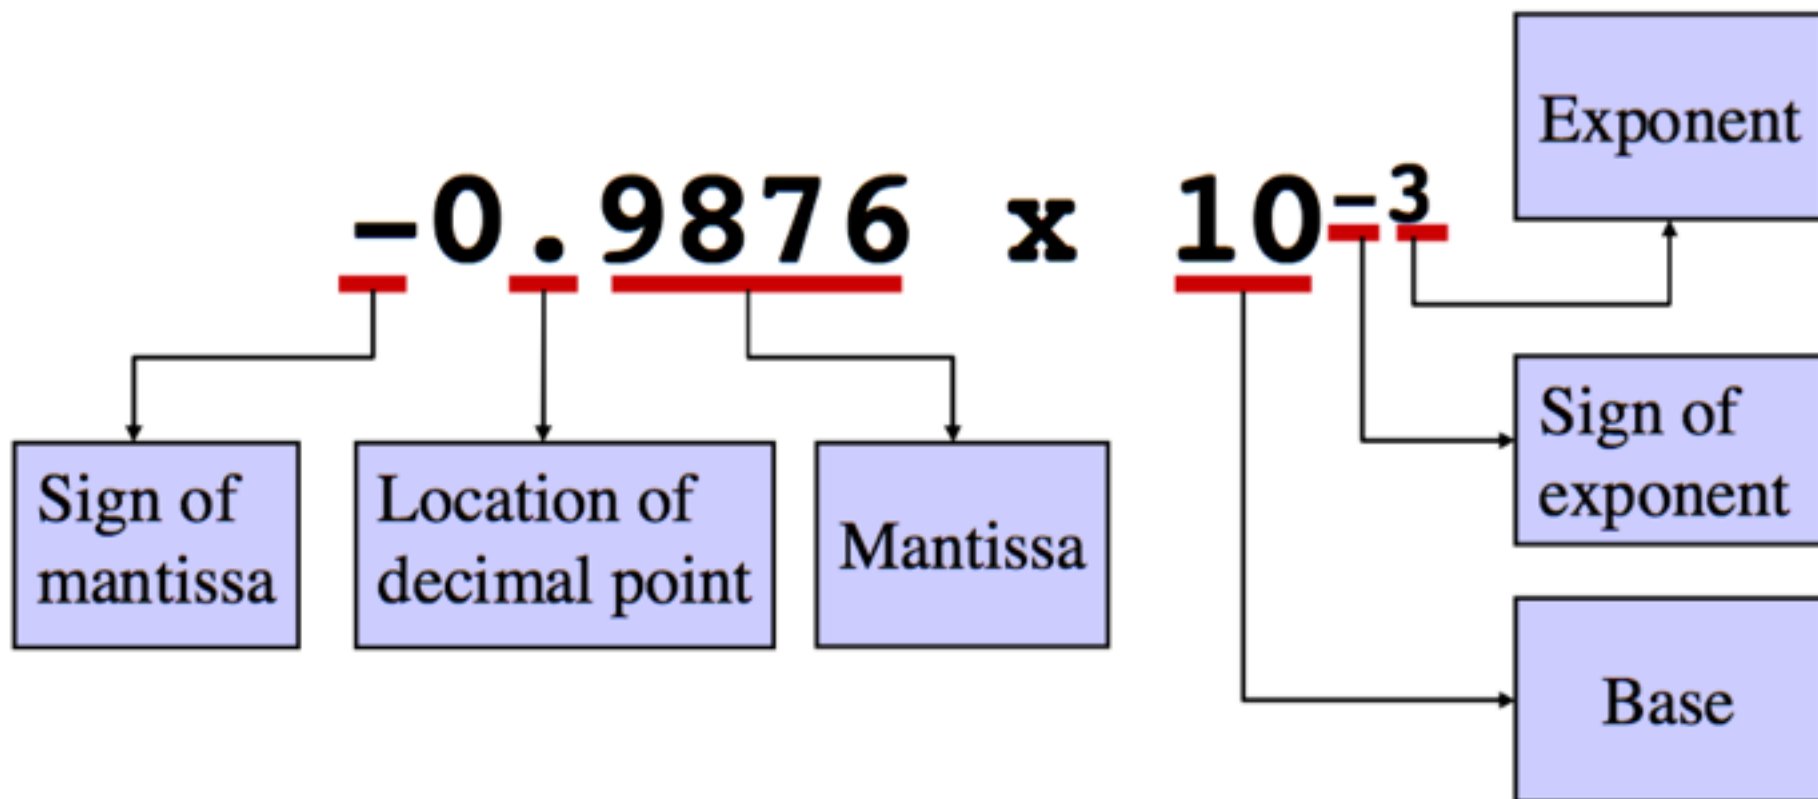 Exponent
-0.9876 x 10-3
Sign of
mantissa
Location of
decimal point
Mantissa
Sign of
exponent
Base